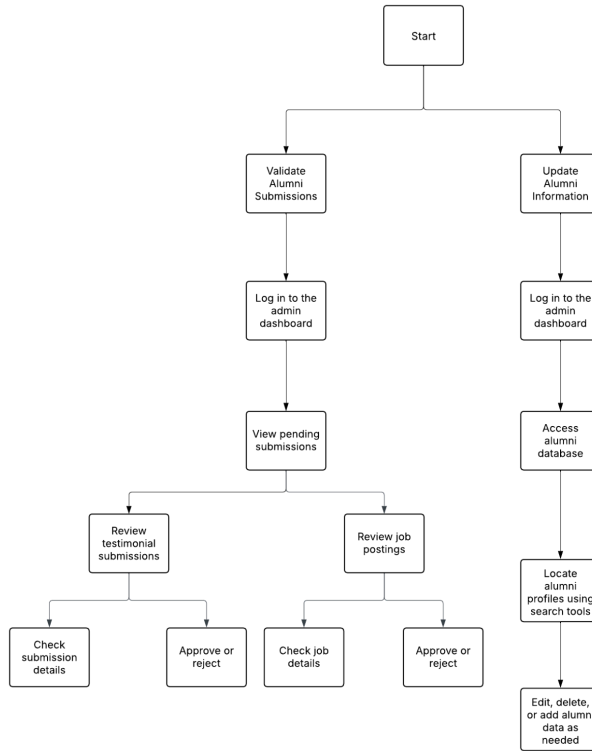 Start
Validate
Alumni
Submissions
Update
Alumni
Information
Log in to the
admin
dashboard
Log in to the
admin
dashboard
View pending
submissions
Access
alumni
database
Review
testimonial
submissions
Review job
postings
Locate
alumni
profiles using
search tools
Check
submission
details
Approve or
reject
Check job
details
Approve or
reject
Edit, delete,
or add alumni
data as
needed